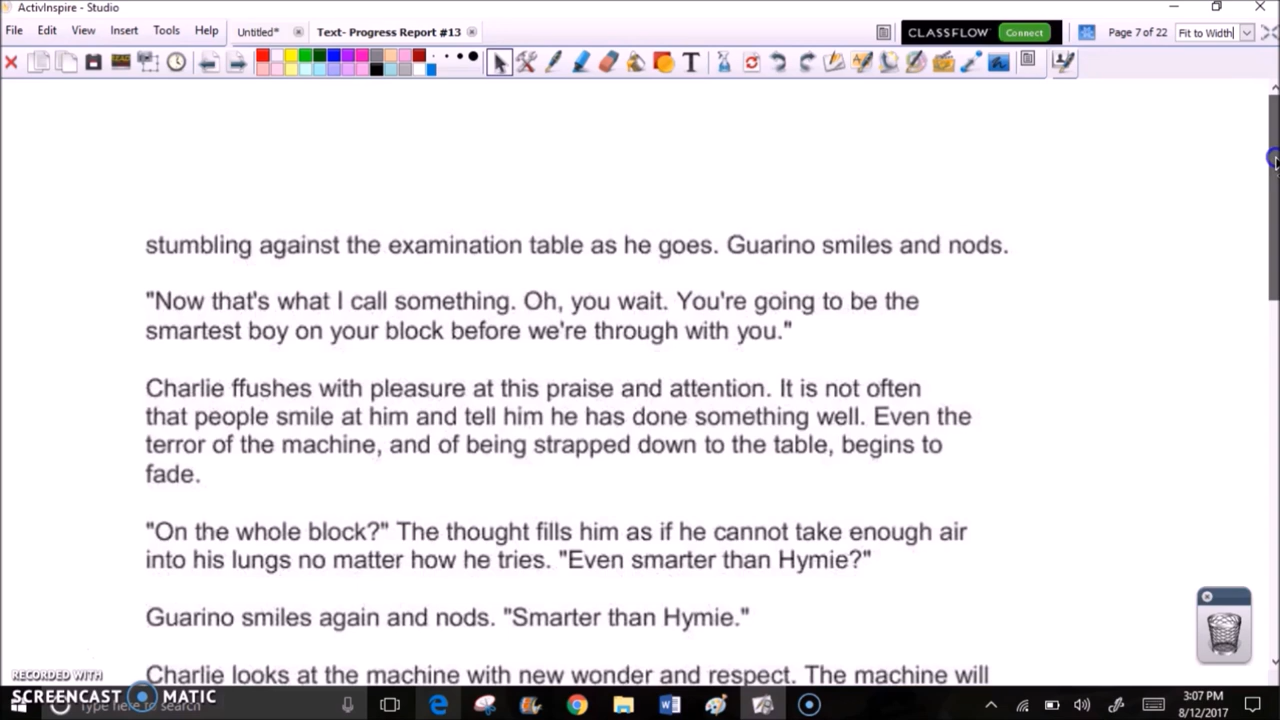 ActivInspire - Studio
File Edit View Insert Tools Help Untitled* Text- Progress Report #13 CLASSFLOW Connect Page 7 of 22 Fit to Width
T
stumbling against the examination table as he goes. Guarino smiles and nods.
"Now that's what I call something. Oh, you wait. You're going to be the
smartest boy on your block before we're through with you."
Charlie ffushes with pleasure at this praise and attention. It is not often
that people smile at him and tell him he has done something well. Even the
terror of the machine, and of being strapped down to the table, begins to
fade.
"On the whole block?" The thought fills him as if he cannot take enough air
into his lungs no matter how he tries. "Even smarter than Hymie?"
Guarino smiles again and nods. "Smarter than Hymie."
Charlie looks at the machine with new wonder and respect. The machine will
RECORDED WITH
SCREENCAST MATIC
Type here to search
3:07 PM
8/12/2017